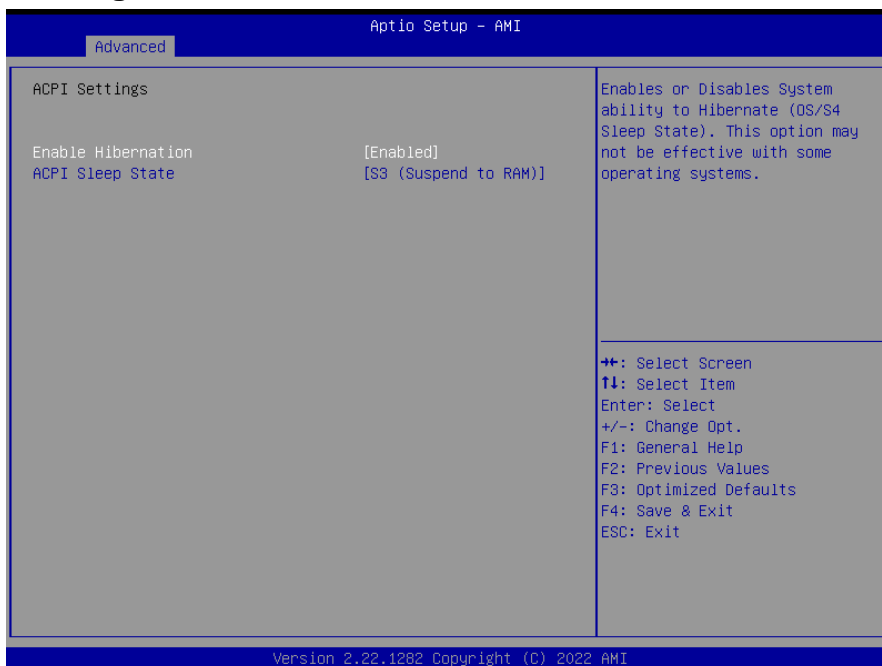 Aptio Setup – AMI
Advanced
ACPI Settings
Enable Hibernation [Enabled]
ACPI Sleep State [S3 (Suspend to RAM)]
Enables or Disables System
ability to Hibernate (OS/S4
Sleep State). This option may
not be effective with some
operating systems.
→←: Select Screen
↑↓: Select Item
Enter: Select
+/-: Change Opt.
F1: General Help
F2: Previous Values
F3: Optimized Defaults
F4: Save & Exit
ESC: Exit
Version 2.22.1282 Copyright (C) 2022 AMI